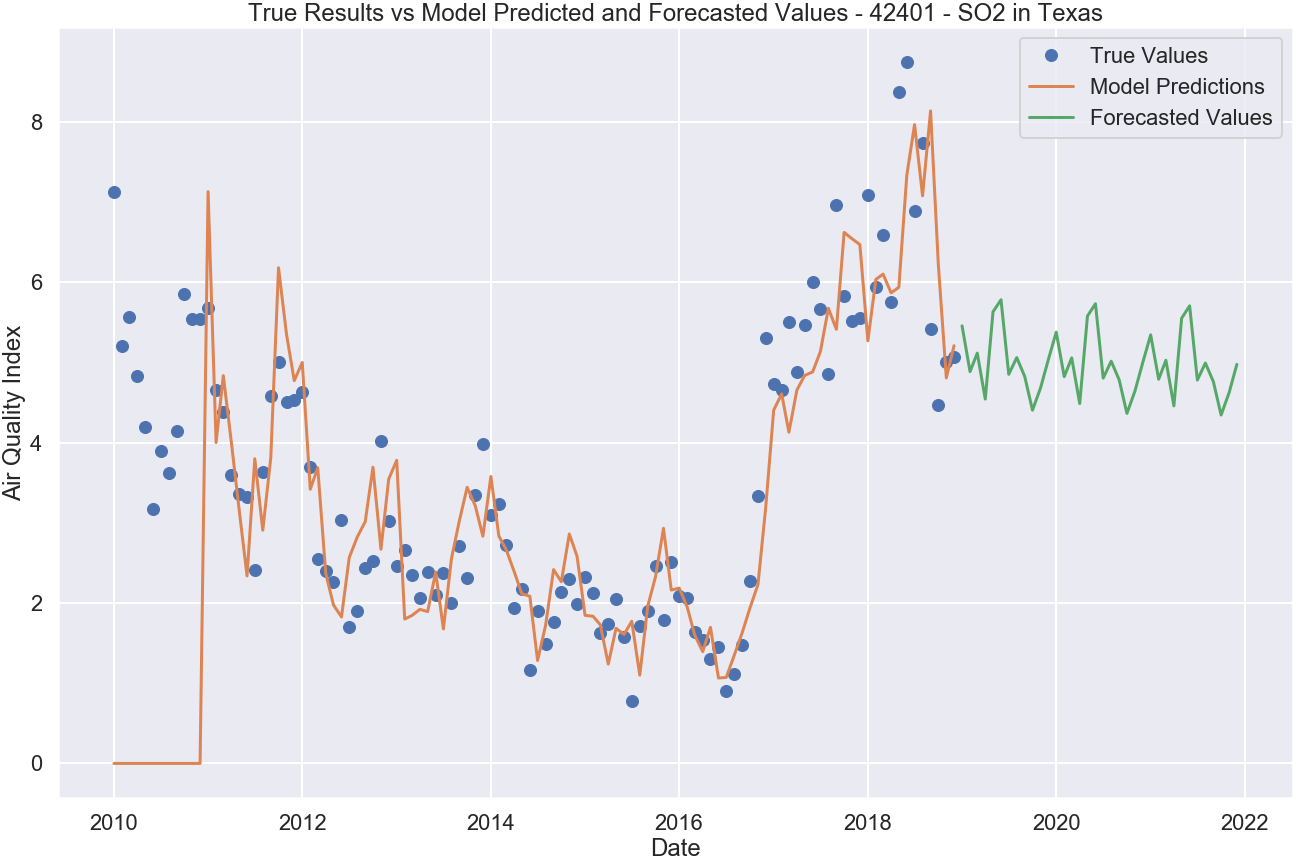 True Results vs Model Predicted and Forecasted Values - 42401 - SO2 in Texas
True Values
Model Predictions
Forecasted Values
Air Quality Index
8
6
4
2
0
2010 2012 2014 2016 2018 2020 2022
Date